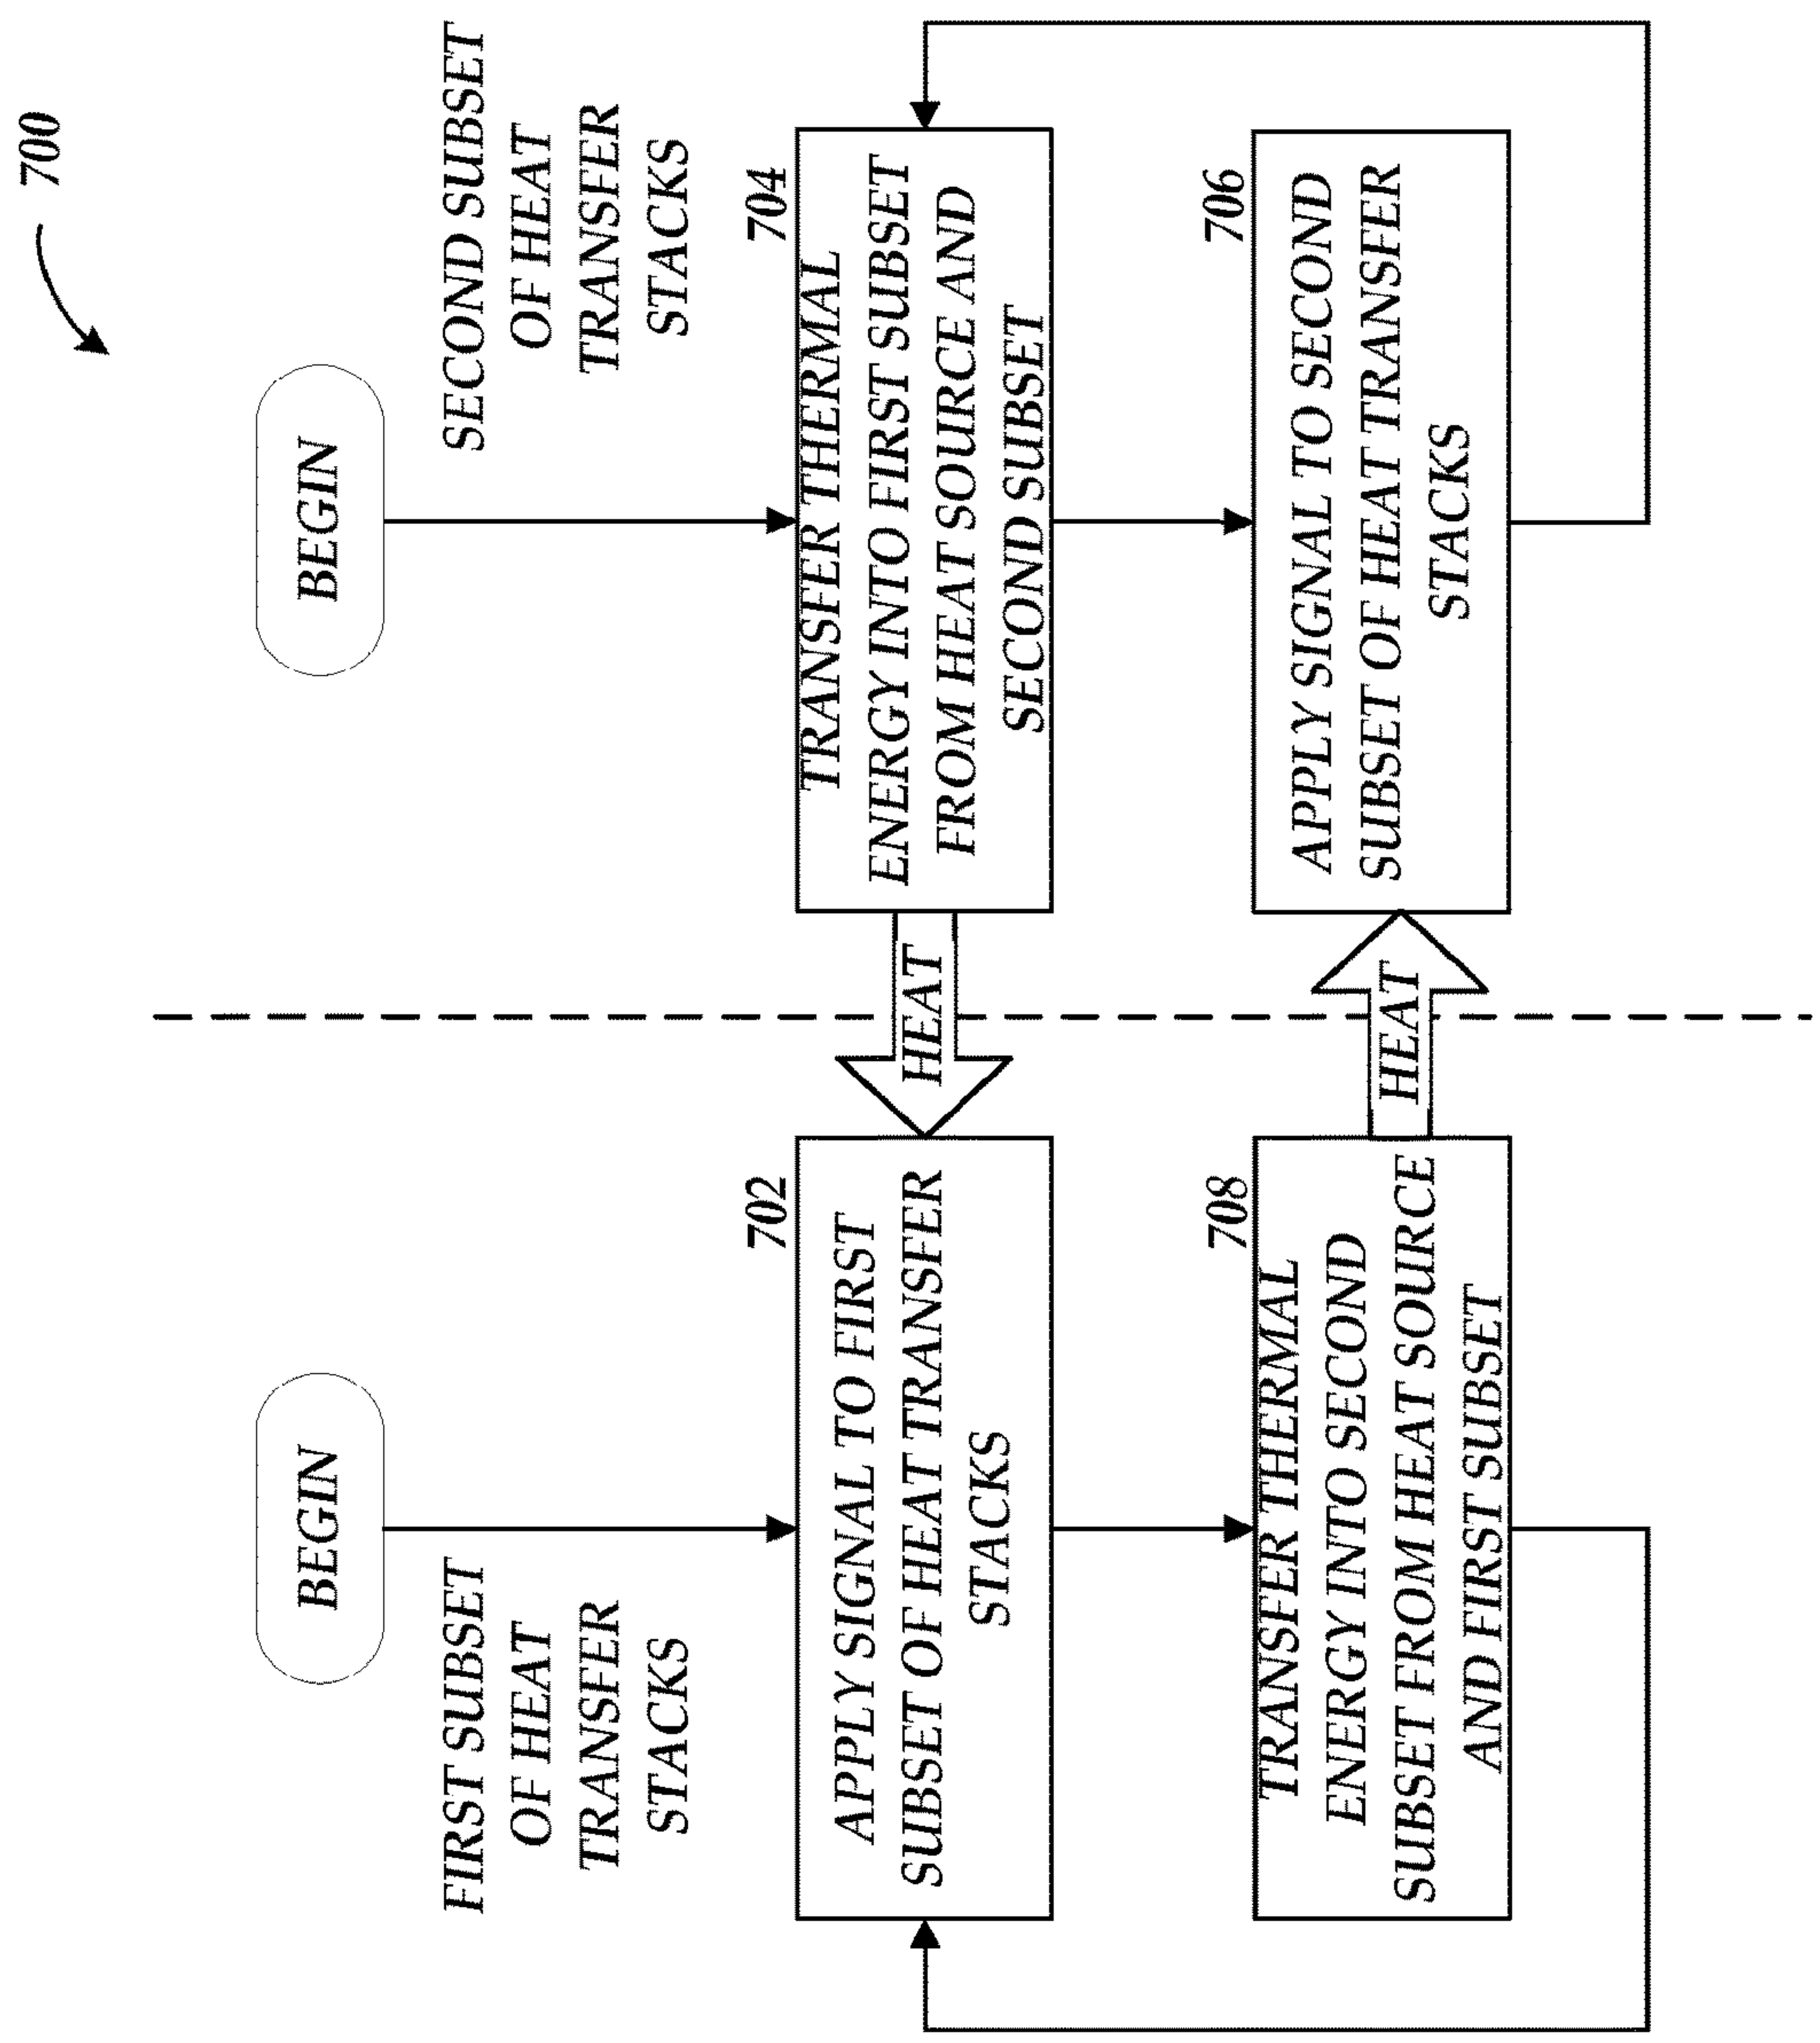 700
BEGIN
BEGIN
FIRST SUBSET
OF HEAT
TRANSFER
STACKS
SECOND SUBSET
OF HEAT
TRANSFER
STACKS
702
APPLY SIGNAL TO FIRST
SUBSET OF HEAT TRANSFER
STACKS
HEAT
704
TRANSFER THERMAL
ENERGY INTO FIRST SUBSET
FROM HEAT SOURCE AND
SECOND SUBSET
708
TRANSFER THERMAL
ENERGY INTO SECOND
SUBSET FROM HEAT SOURCE
AND FIRST SUBSET
HEAT
706
APPLY SIGNAL TO SECOND
SUBSET OF HEAT TRANSFER
STACKS